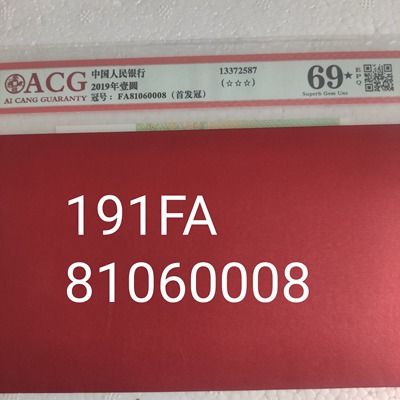 ACG
AI CANG GUARANTY
中国人民银行
2019年壹圆
冠号：FA81060008（首发冠）
13372587
(☆☆☆)
69★
Superb Gem Unc
EPQ
191FA
81060008